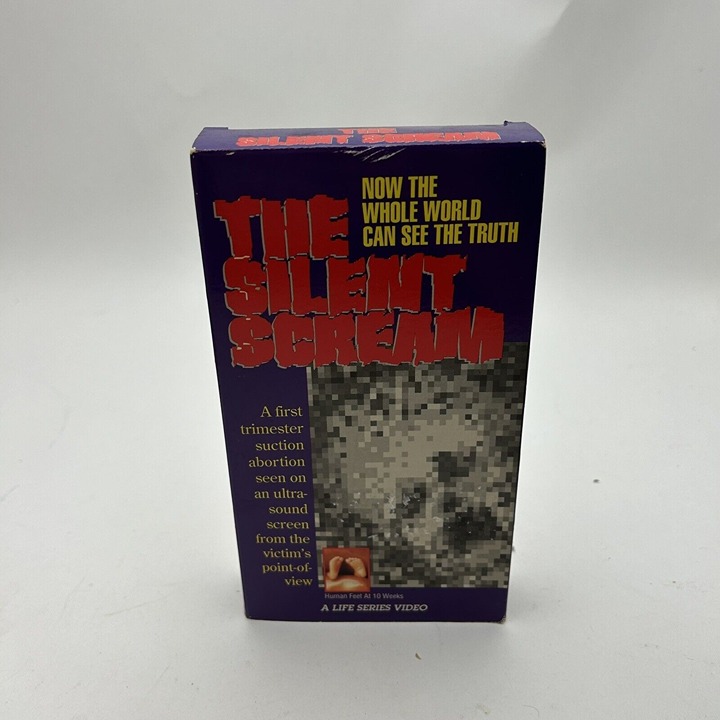 THE
SILENT SCREAM
NOW THE
WHOLE WORLD
CAN SEE THE TRUTH
THE
SILENT
SCREAM
A first
trimester
suction
abortion
seen on
an ultra-
sound
screen
from the
victim's
point-of-
view
Human Feet At 10 Weeks
A LIFE SERIES VIDEO